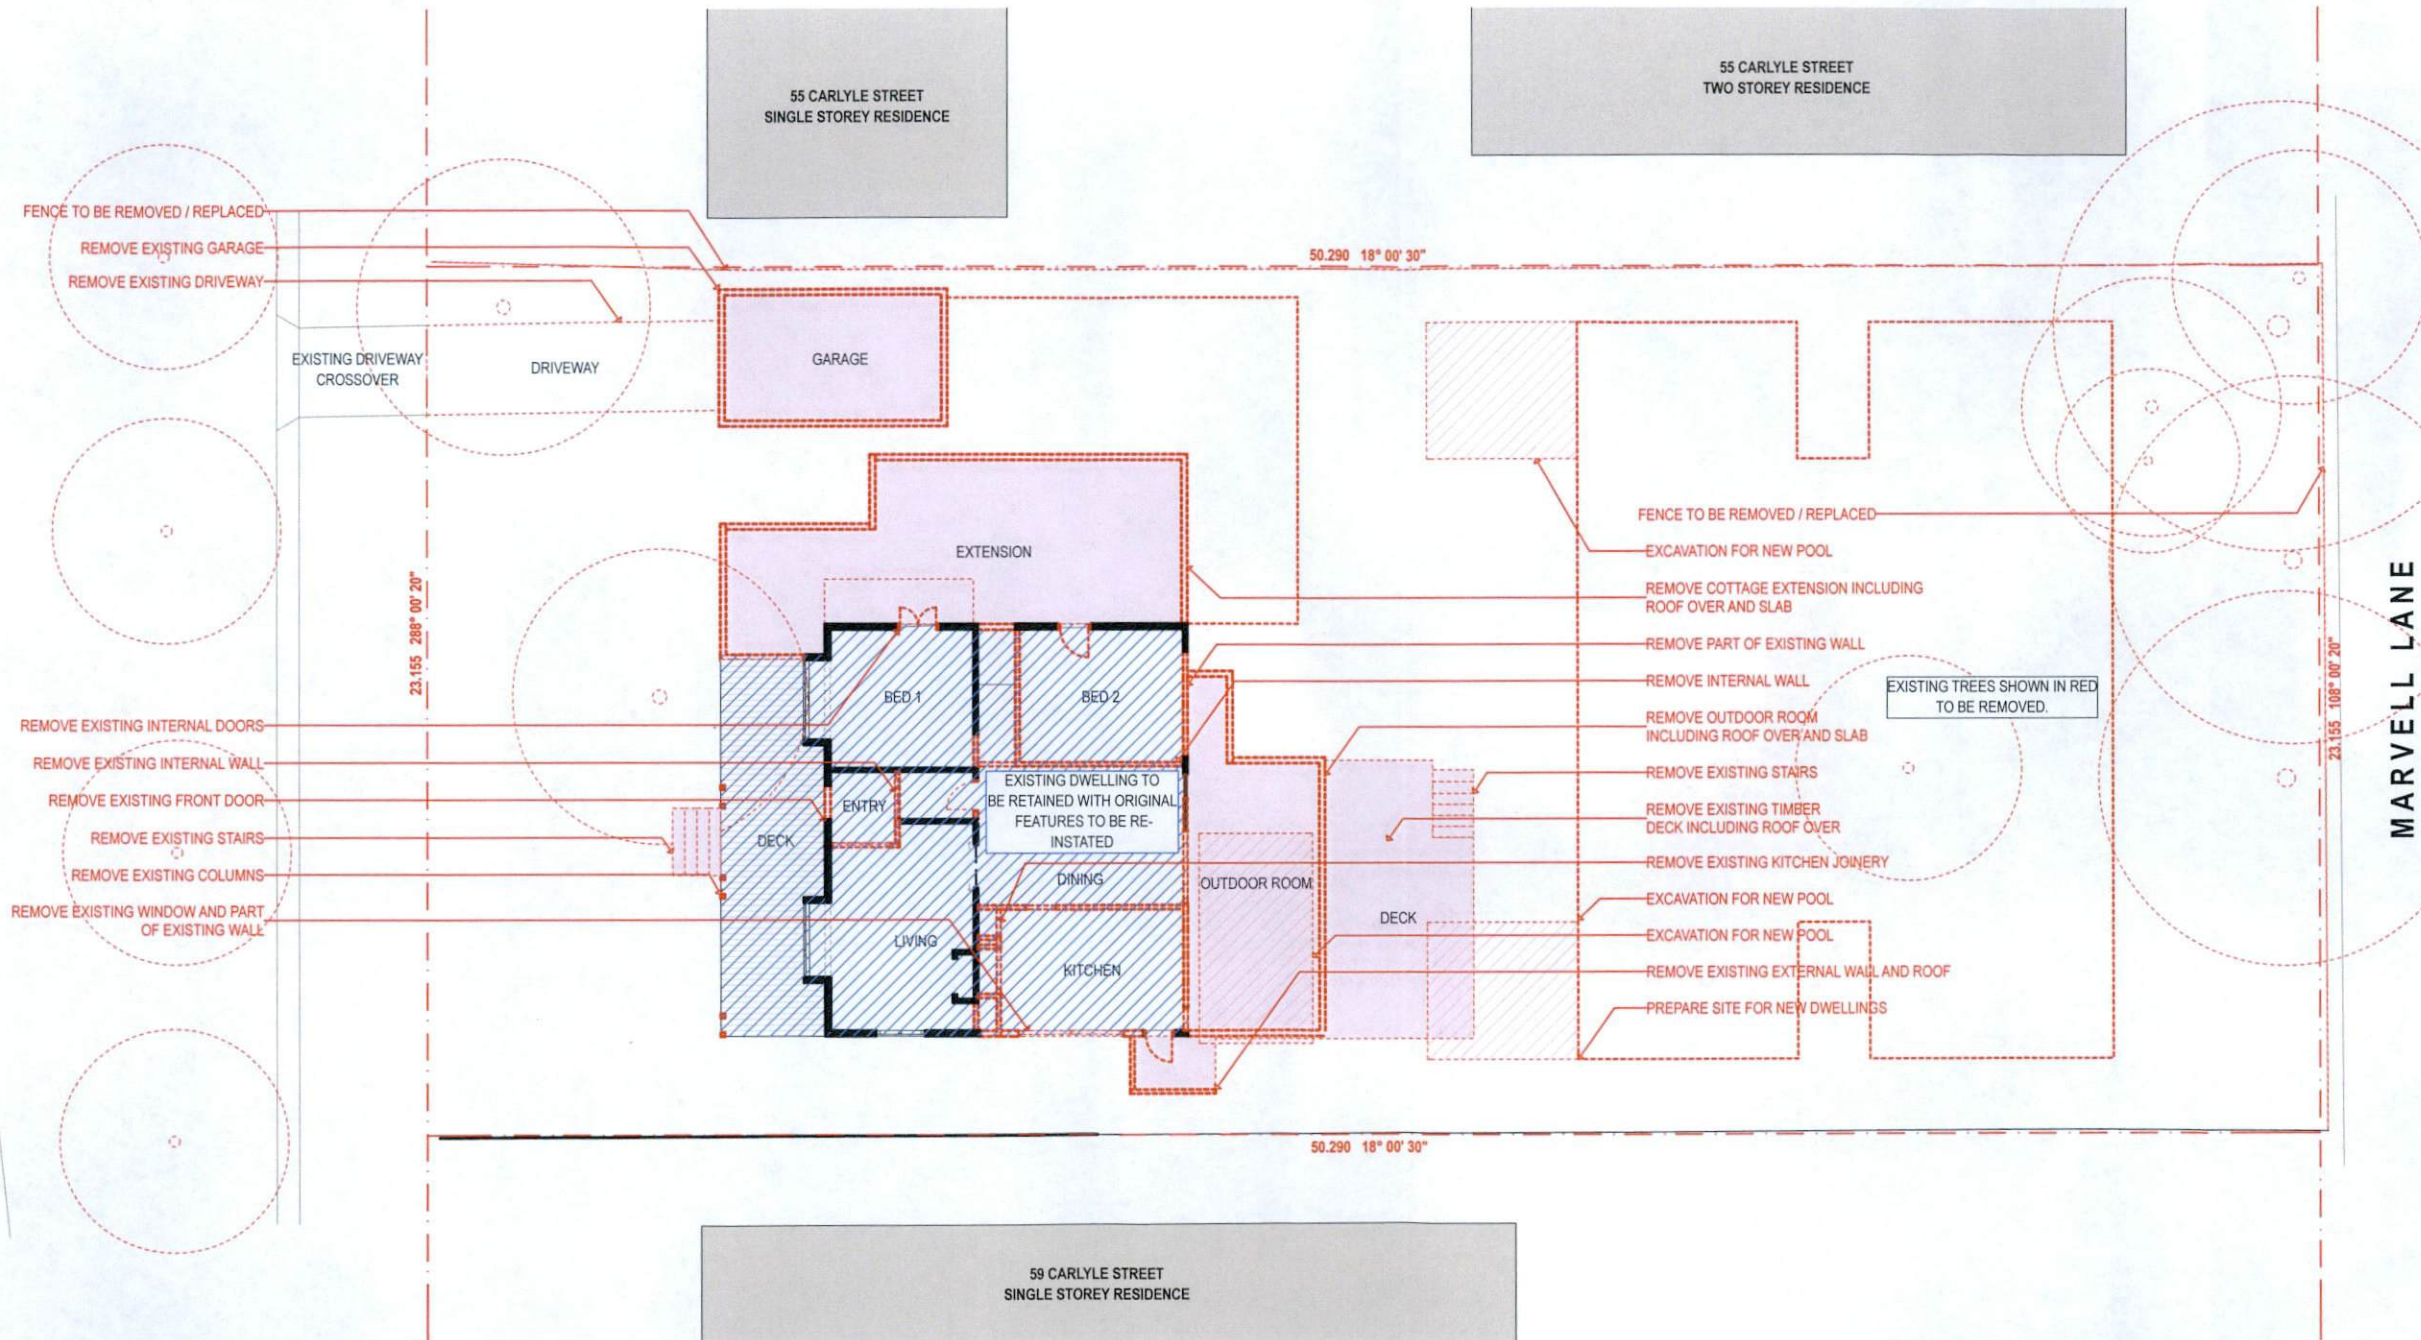 55 CARLYLE STREET
SINGLE STOREY RESIDENCE
55 CARLYLE STREET
TWO STOREY RESIDENCE
FENCE TO BE REMOVED / REPLACED
REMOVE EXISTING GARAGE
REMOVE EXISTING DRIVEWAY
50.290 18° 00' 30"
EXISTING DRIVEWAY
CROSSOVER
DRIVEWAY
GARAGE
EXTENSION
23.155 288° 00' 20"
BED 1
BED 2
REMOVE EXISTING INTERNAL DOORS
REMOVE EXISTING INTERNAL WALL
REMOVE EXISTING FRONT DOOR
REMOVE EXISTING STAIRS
REMOVE EXISTING COLUMNS
REMOVE EXISTING WINDOW AND PART
OF EXISTING WALL
ENTRY
DECK
EXISTING DWELLING TO
BE RETAINED WITH ORIGINAL
FEATURES TO BE RE-
INSTATED
DINING
LIVING
KITCHEN
OUTDOOR ROOM
DECK
FENCE TO BE REMOVED / REPLACED
EXCAVATION FOR NEW POOL
REMOVE COTTAGE EXTENSION INCLUDING
ROOF OVER AND SLAB
REMOVE PART OF EXISTING WALL
REMOVE INTERNAL WALL
REMOVE OUTDOOR ROOM
INCLUDING ROOF OVER AND SLAB
REMOVE EXISTING STAIRS
REMOVE EXISTING TIMBER
DECK INCLUDING ROOF OVER
REMOVE EXISTING KITCHEN JOINERY
EXCAVATION FOR NEW POOL
EXCAVATION FOR NEW POOL
REMOVE EXISTING EXTERNAL WALL AND ROOF
PREPARE SITE FOR NEW DWELLINGS
EXISTING TREES SHOWN IN RED
TO BE REMOVED.
23.155 108° 00' 20"
MARVELL LANE
50.290 18° 00' 30"
59 CARLYLE STREET
SINGLE STOREY RESIDENCE